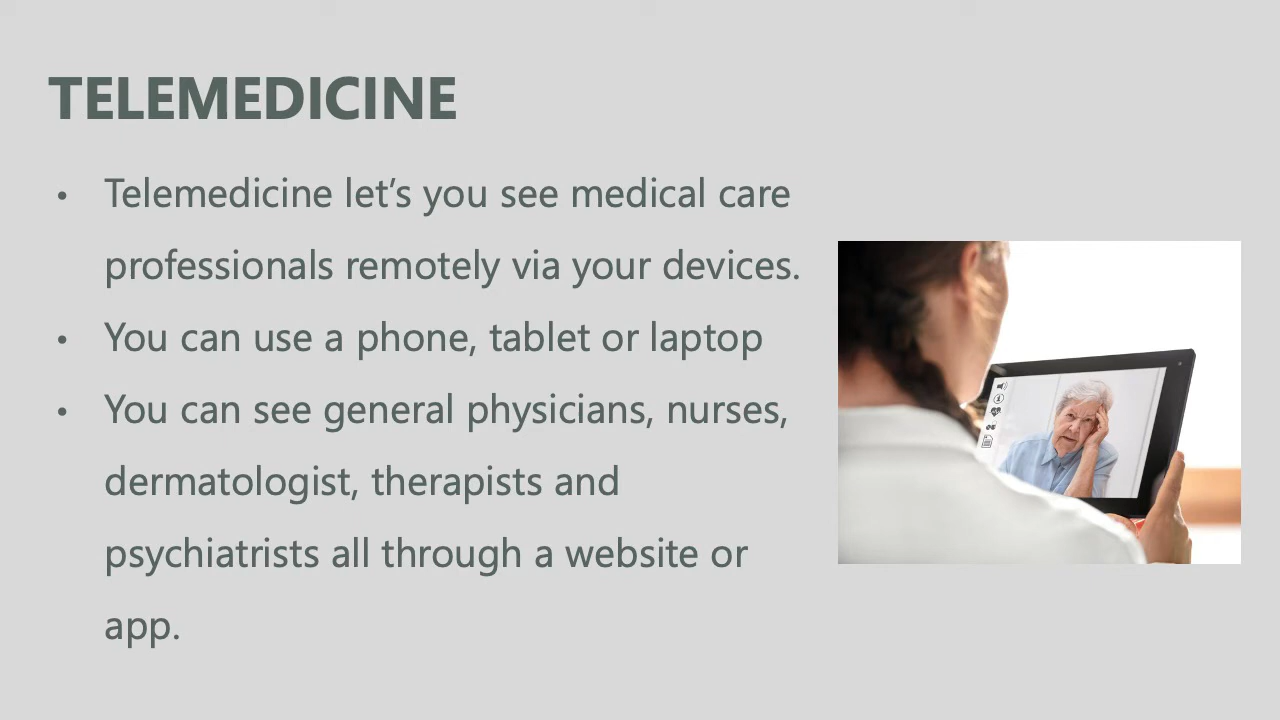 TELEMEDICINE
• Telemedicine let’s you see medical care
professionals remotely via your devices.
• You can use a phone, tablet or laptop
• You can see general physicians, nurses,
dermatologist, therapists and
psychiatrists all through a website or
app.